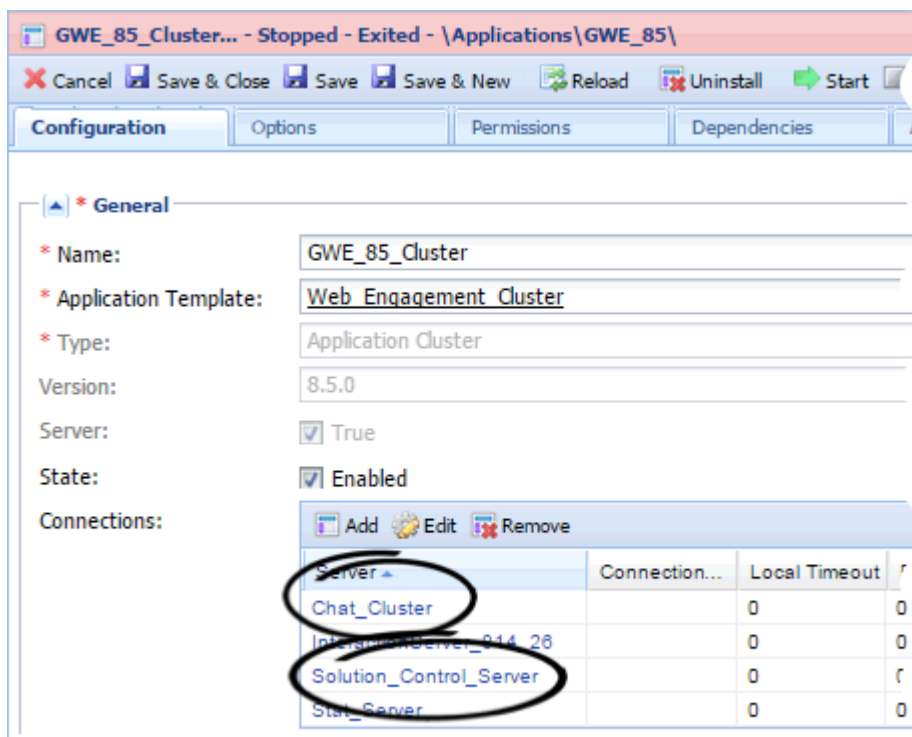 GWE_85_Cluster... - Stopped - Exited - \Applications\GWE_85\
Cancel Save & Close Save Save & New Reload Uninstall Start
Configuration Options Permissions Dependencies
* General
* Name: GWE_85_Cluster
* Application Template: Web_Engagement_Cluster
* Type: Application Cluster
Version: 8.5.0
Server: True
State: Enabled
Connections: Add Edit Remove
Server Connection... Local Timeout
Chat_Cluster 0 0
InteractionServer_814_26 0 0
Solution_Control_Server 0
Stat_Server 0 0